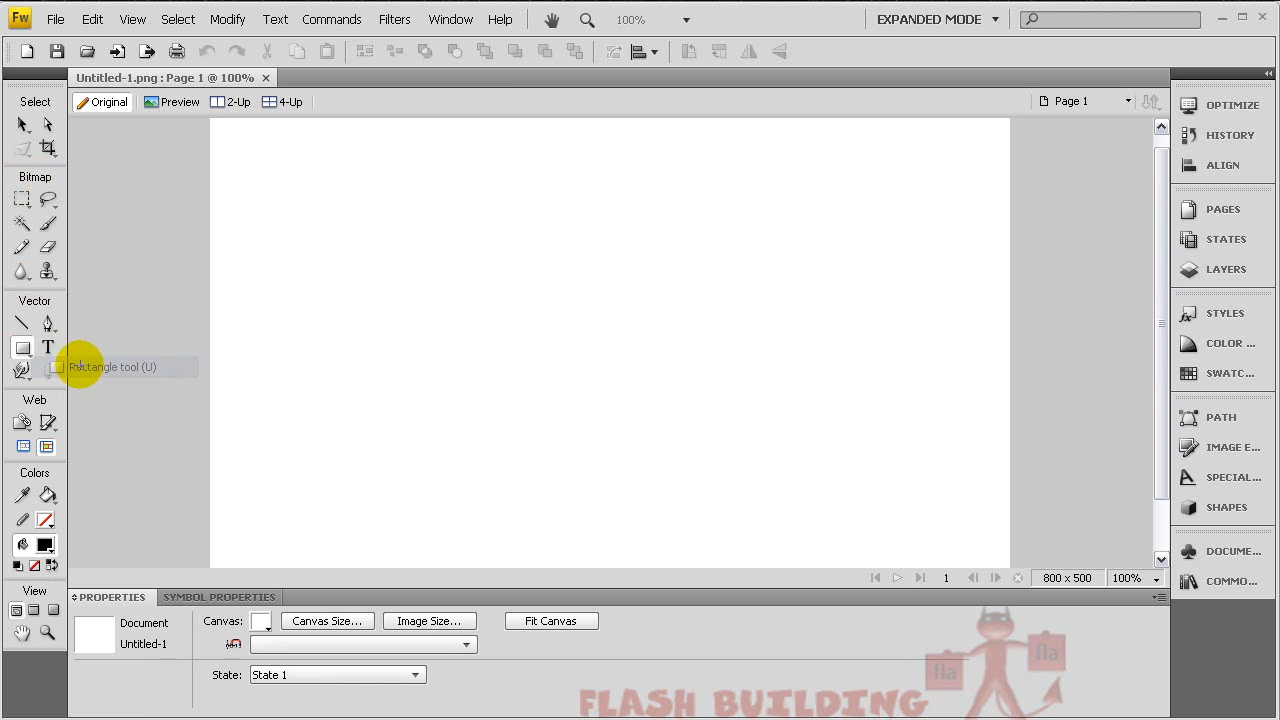 Fw File Edit View Select Modify Text Commands Filters Window Help 100% EXPANDED MODE
Untitled-1.png : Page 1 @ 100% ×
Original Preview 2-Up 4-Up Page 1
Select
Bitmap
Vector
T
Rectangle tool (U)
Web
Colors
View
OPTIMIZE
HISTORY
ALIGN
PAGES
STATES
LAYERS
STYLES
COLOR ...
SWATC...
PATH
IMAGE E...
SPECIAL...
SHAPES
DOCUME...
COMMO...
1 800 x 500 100%
PROPERTIES SYMBOL PROPERTIES
Document Canvas: Canvas Size... Image Size... Fit Canvas
Untitled-1
State: State 1
fla fla
FLASH BUILDING